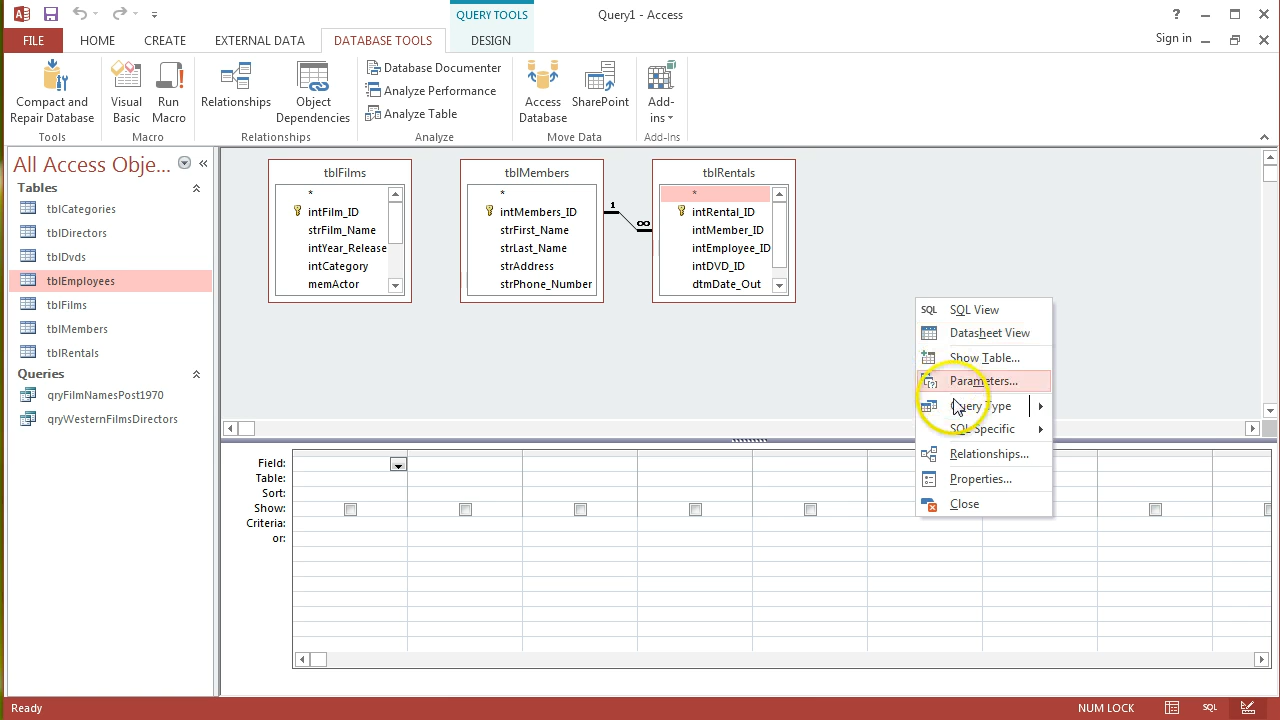 QUERY TOOLS
Query1 - Access
?
FILE
HOME
CREATE
EXTERNAL DATA
DATABASE TOOLS
DESIGN
Sign in
Compact and
Repair Database
Tools
Visual
Basic
Run
Macro
Macro
Relationships
Object
Dependencies
Relationships
Database Documenter
Analyze Performance
Analyze Table
Analyze
Access
Database
SharePoint
Move Data
Add-
ins
Add-Ins
All Access Obje...
Tables
tblCategories
tblDirectors
tblDvds
tblEmployees
tblFilms
tblMembers
tblRentals
Queries
qryFilmNamesPost1970
qryWesternFilmsDirectors
tblFilms
*
intFilm_ID
strFilm_Name
intYear_Release
intCategory
memActor
tblMembers
*
intMembers_ID
strFirst_Name
strLast_Name
strAddress
strPhone_Number
1
∞
tblRentals
*
intRental_ID
intMember_ID
intEmployee_ID
intDVD_ID
dtmDate_Out
SQL SQL View
Datasheet View
Show Table...
Parameters...
Query Type
SQL Specific
Relationships...
Properties...
Close
Field:
Table:
Sort:
Show:
Criteria:
or:
Ready
NUM LOCK
SQL